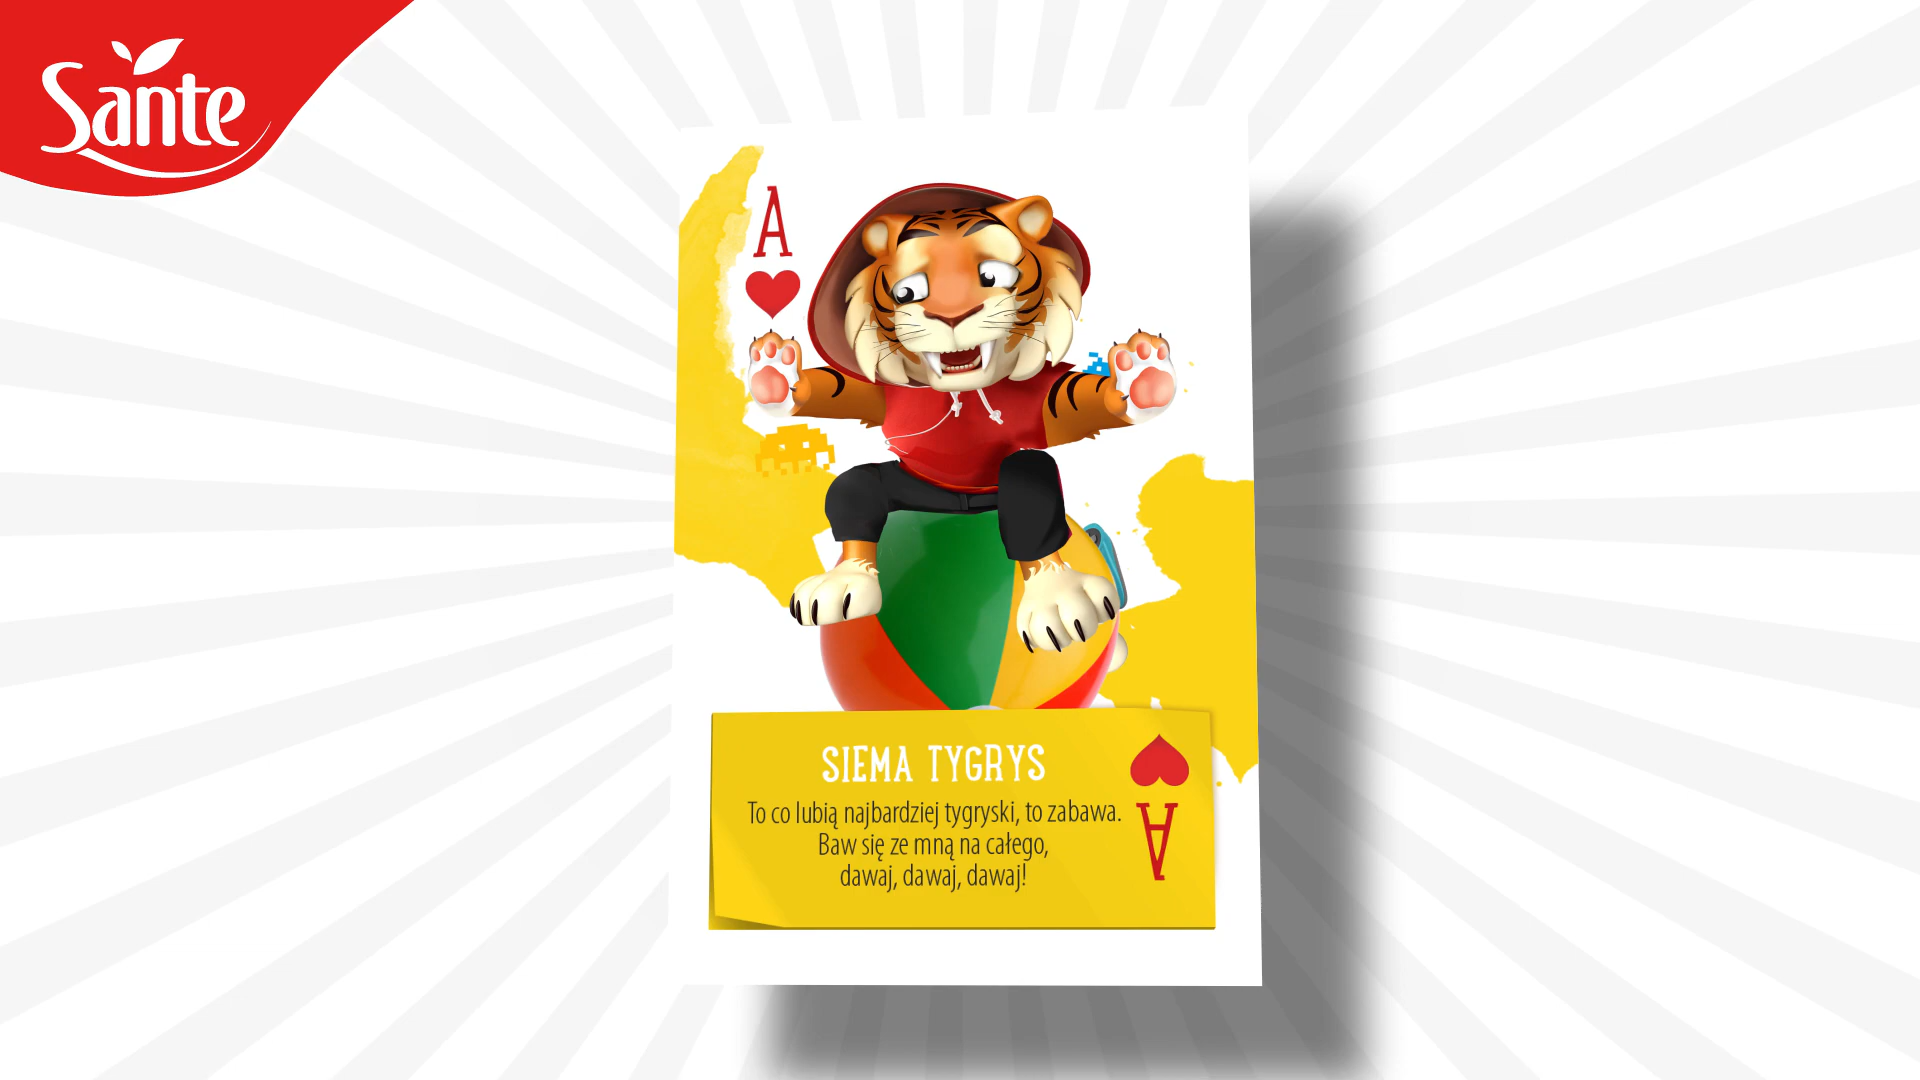 Sante
A
SIEMA TYGRYS
To co lubią najbardziej tygryski, to zabawa.
Baw się ze mną na całego,
dawaj, dawaj, dawaj!
A